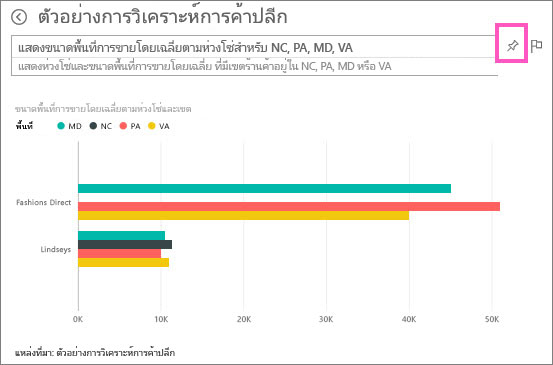 ตัวอย่างการวิเคราะห์การค้าปลีก
แสดงขนาดพื้นที่การขายโดยเฉลี่ยตามห่วงโซ่สำหรับ NC, PA, MD, VA
แสดงห่วงโซ่และขนาดพื้นที่การขายโดยเฉลี่ย ที่มีเขตร้านค้าอยู่ใน NC, PA, MD หรือ VA
ขนาดพื้นที่การขายโดยเฉลี่ยตามห่วงโซ่และเขต
พื้นที่ MD NC PA VA
Fashions Direct
Lindseys
0K 10K 20K 30K 40K 50K
แหล่งที่มา: ตัวอย่างการวิเคราะห์การค้าปลีก